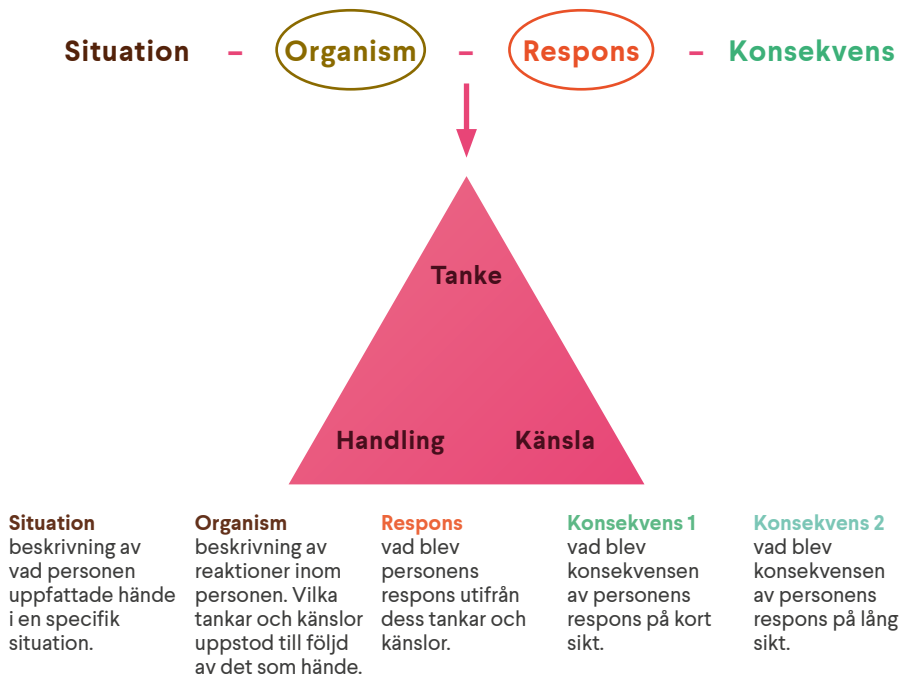 Situation – Organism – Respons – Konsekvens
Tanke
Handling Känsla
Situation
beskrivning av
vad personen
uppfattade hände
i en specifik
situation.
Organism
beskrivning av
reaktioner inom
personen. Vilka
tankar och känslor
uppstod till följd
av det som hände.
Respons
vad blev
personens
respons utifrån
dess tankar och
känslor.
Konsekvens 1
vad blev
konsekvensen
av personens
respons på kort
sikt.
Konsekvens 2
vad blev
konsekvensen
av personens
respons på lång
sikt.